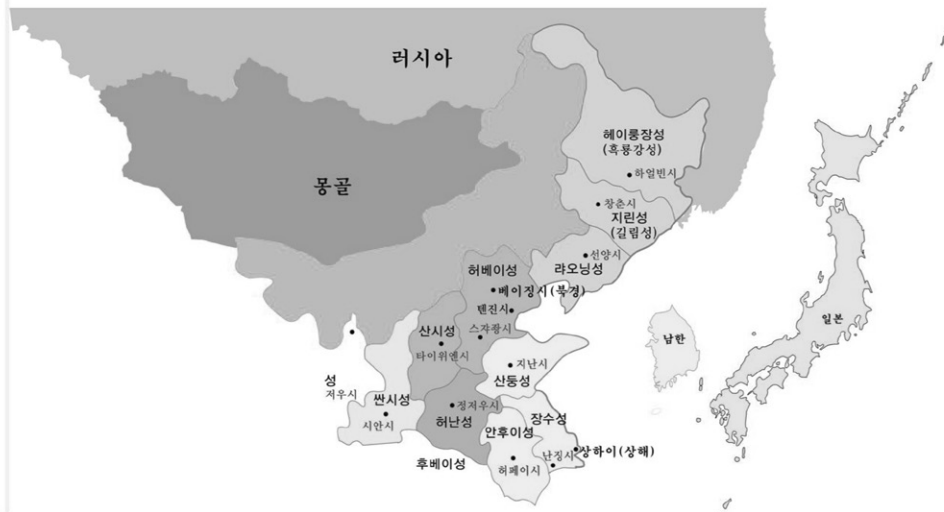 러시아
몽골
헤이룽장성
(흑룡강성)
하얼빈시
창춘시
지린성
(길림성)
선양시
랴오닝성
허베이성
베이징시(북경)
텐진시
스쟈좡시
산시성
타이위엔시
지난시
산둥성
남한
일본
성
저우시
싼시성
시안시
정저우시
허난성
장수성
안후이성
상하이(상해)
난징시
허페이시
후베이성